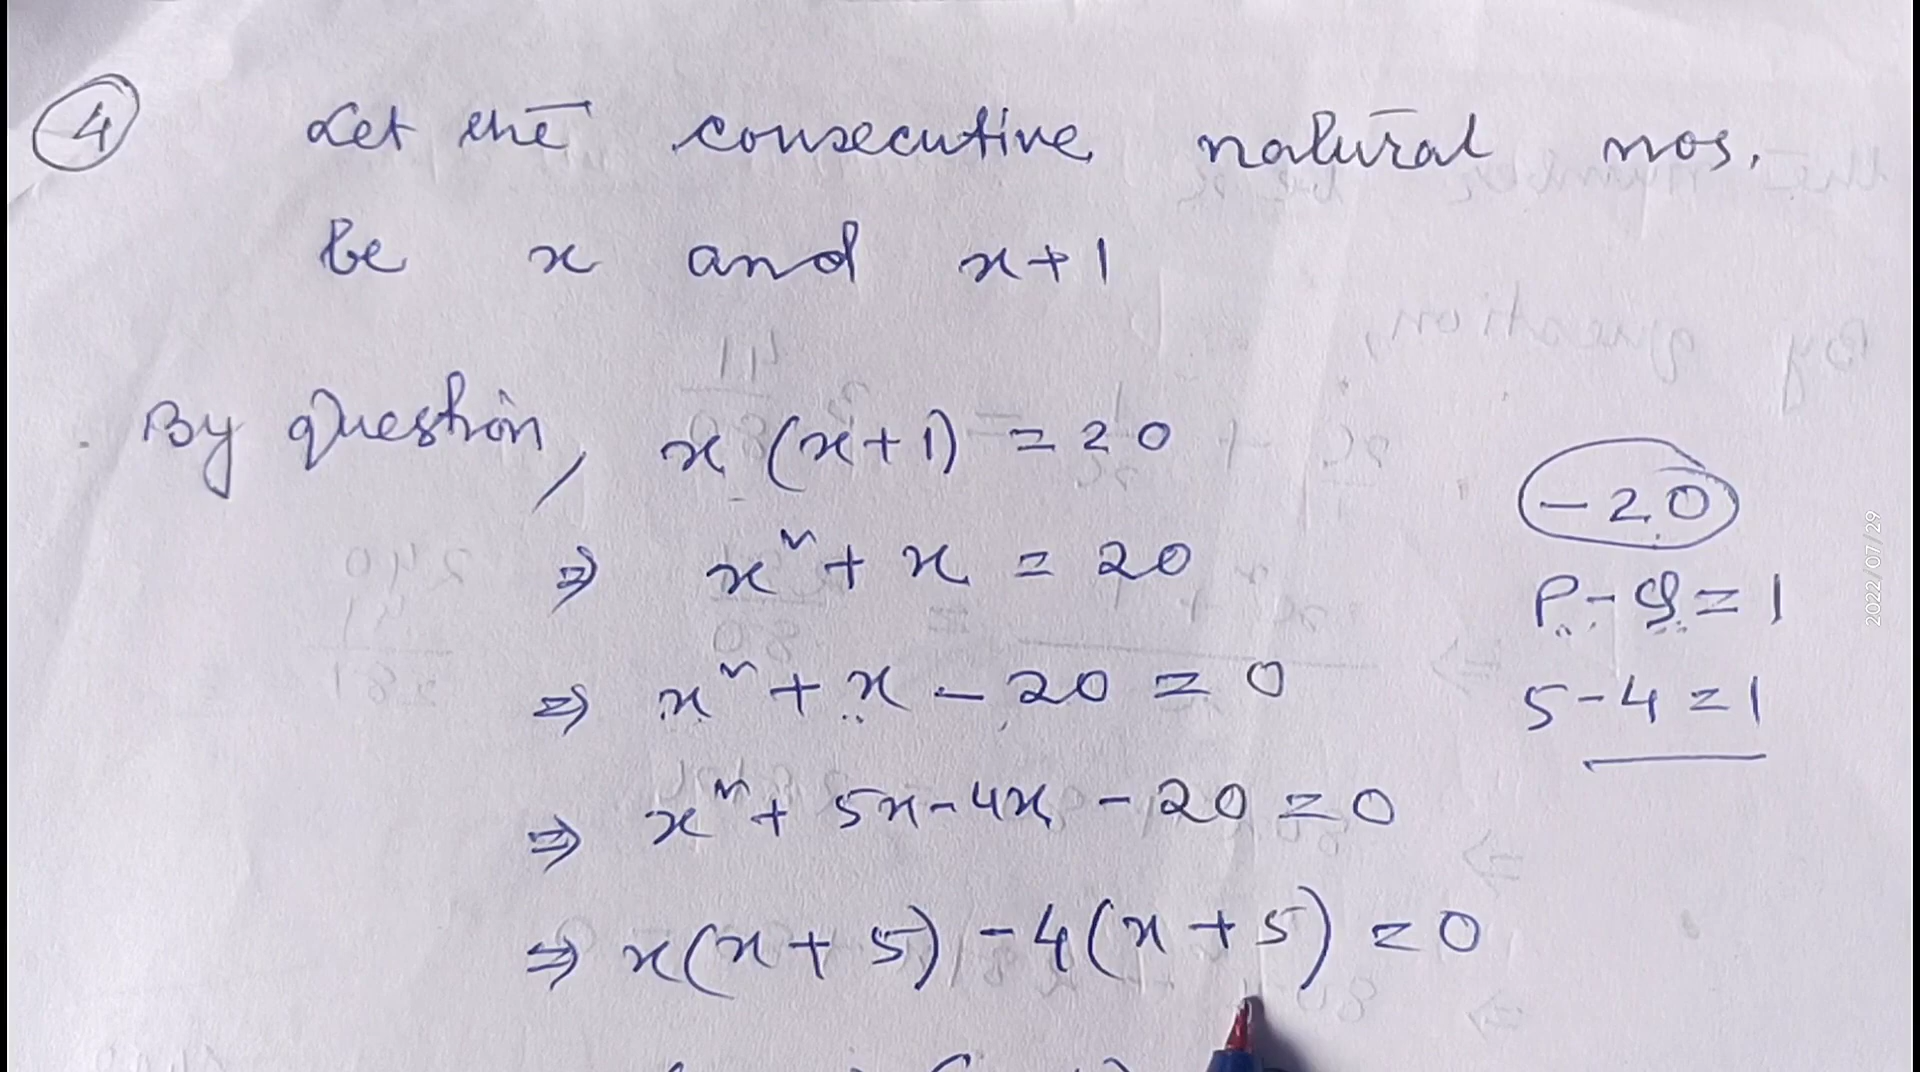 4 Let the consecutive natural nos.
be x and x+1
By question, x (x+1) = 20
⇒ x² + x = 20
⇒ x² + x - 20 = 0
⇒ x² + 5x - 4x - 20 = 0
⇒ x(x + 5) - 4(x + 5) = 0
-20
P - Q = 1
5 - 4 = 1
2022/07/29